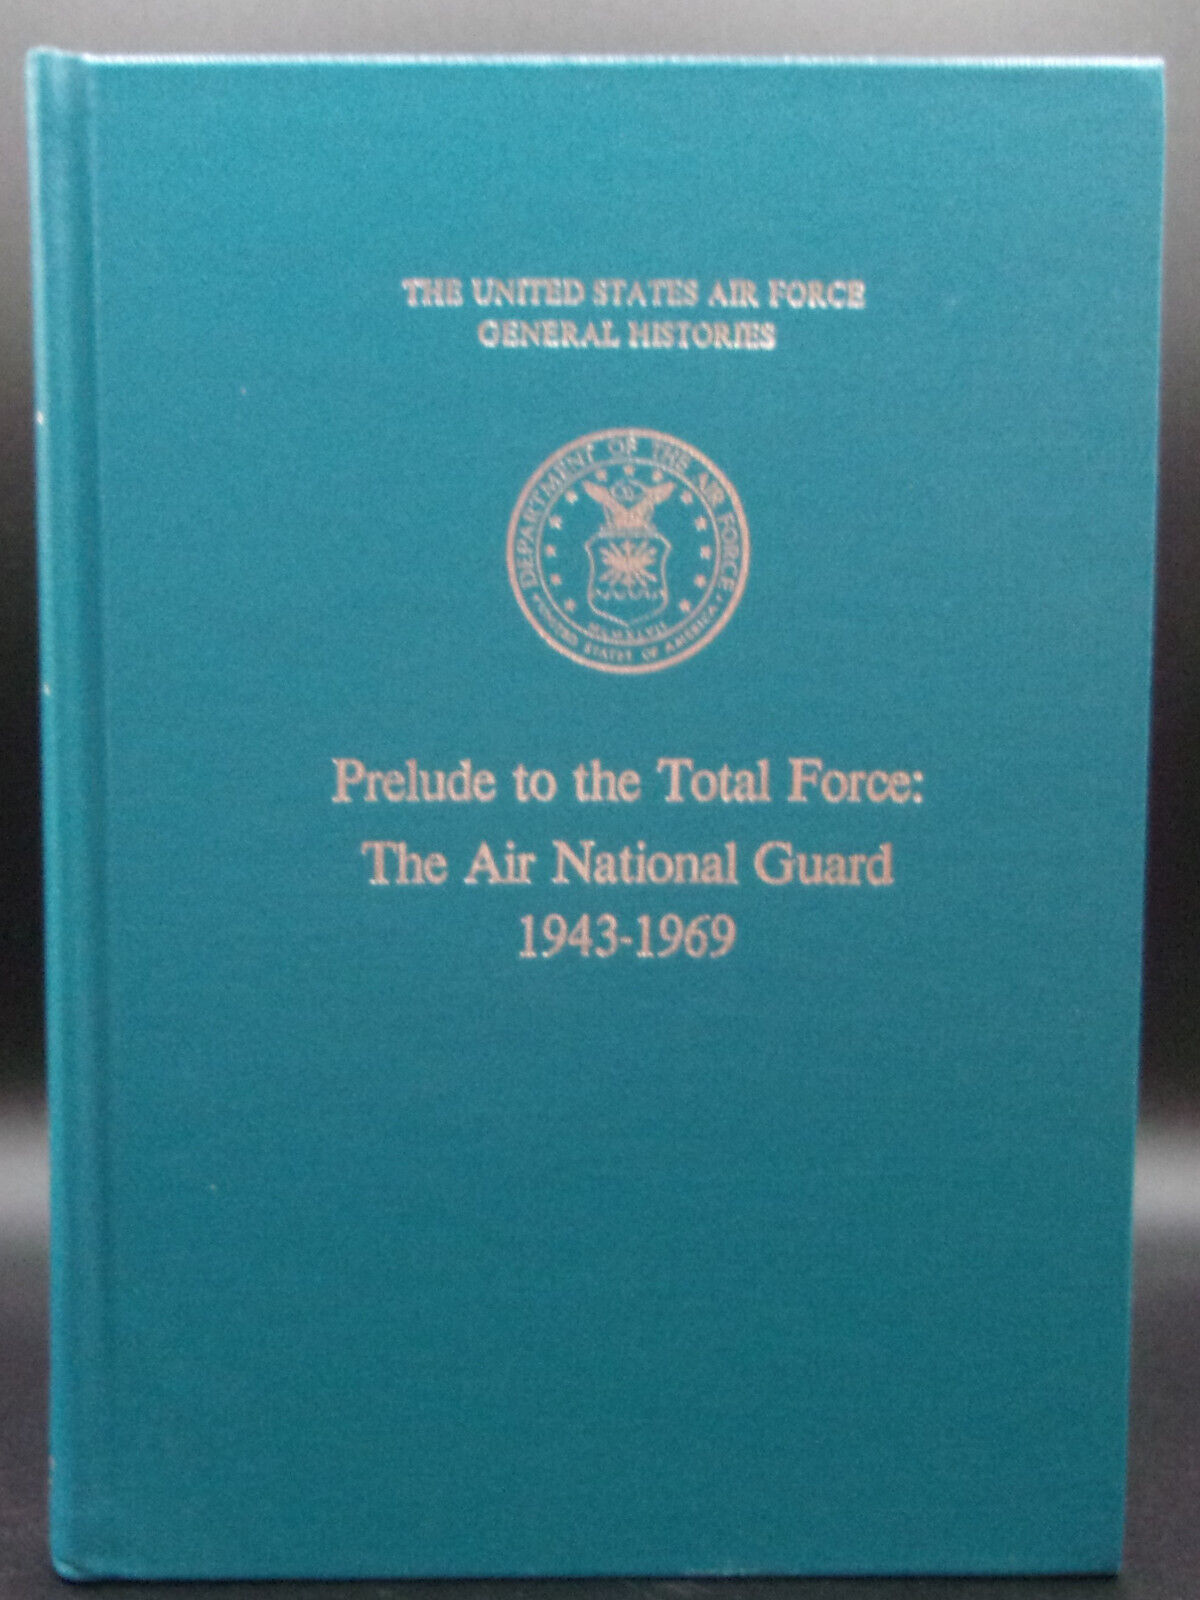 THE UNITED STATES AIR FORCE
GENERAL HISTORIES
DEPARTMENT OF THE AIR FORCE
MCMXLVII
UNITED STATES OF AMERICA
Prelude to the Total Force:
The Air National Guard
1943-1969